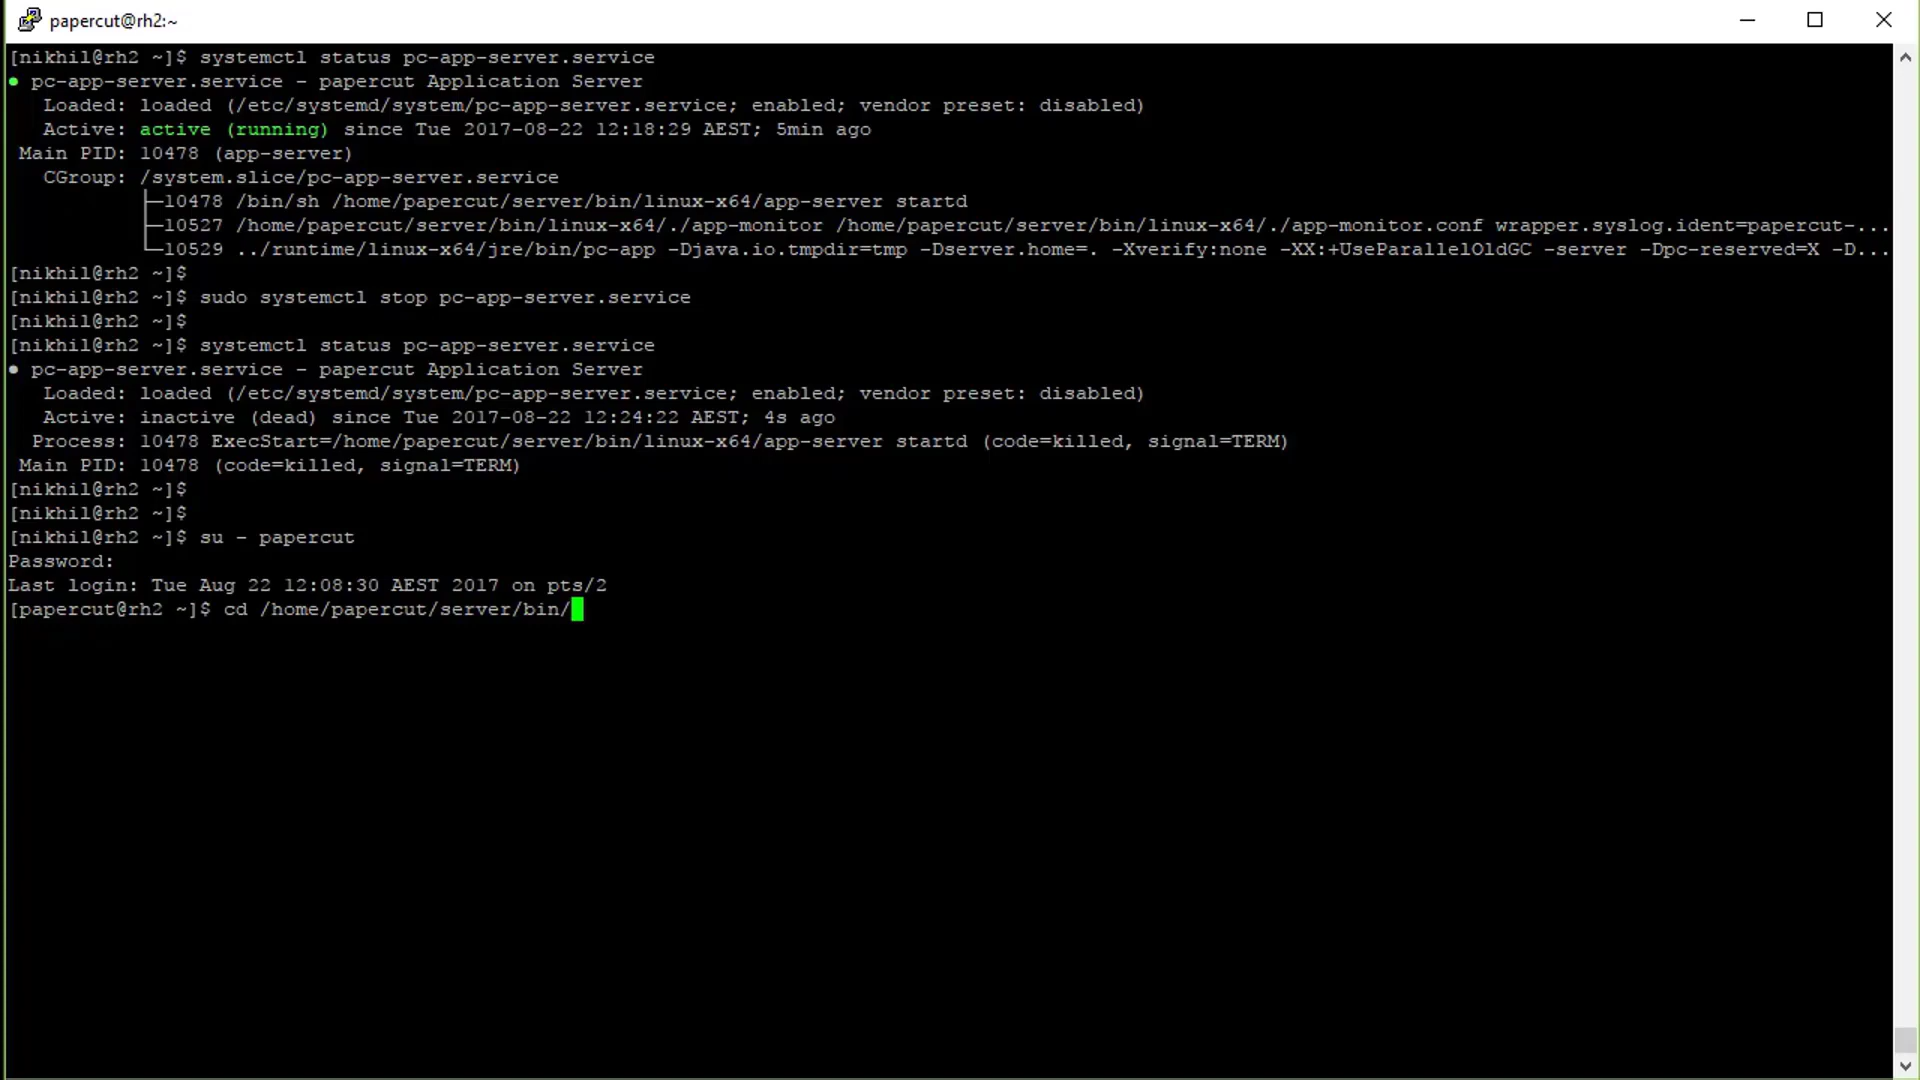 papercut@rh2:~
[nikhil@rh2 ~]$ systemctl status pc-app-server.service
● pc-app-server.service - papercut Application Server
   Loaded: loaded (/etc/systemd/system/pc-app-server.service; enabled; vendor preset: disabled)
   Active: active (running) since Tue 2017-08-22 12:18:29 AEST; 5min ago
 Main PID: 10478 (app-server)
   CGroup: /system.slice/pc-app-server.service
           ├─10478 /bin/sh /home/papercut/server/bin/linux-x64/app-server startd
           ├─10527 /home/papercut/server/bin/linux-x64/./app-monitor /home/papercut/server/bin/linux-x64/./app-monitor.conf wrapper.syslog.ident=papercut-...
           └─10529 ../runtime/linux-x64/jre/bin/pc-app -Djava.io.tmpdir=tmp -Dserver.home=. -Xverify:none -XX:+UseParallelOldGC -server -Dpc-reserved=X -D...
[nikhil@rh2 ~]$
[nikhil@rh2 ~]$ sudo systemctl stop pc-app-server.service
[nikhil@rh2 ~]$
[nikhil@rh2 ~]$ systemctl status pc-app-server.service
● pc-app-server.service - papercut Application Server
   Loaded: loaded (/etc/systemd/system/pc-app-server.service; enabled; vendor preset: disabled)
   Active: inactive (dead) since Tue 2017-08-22 12:24:22 AEST; 4s ago
  Process: 10478 ExecStart=/home/papercut/server/bin/linux-x64/app-server startd (code=killed, signal=TERM)
 Main PID: 10478 (code=killed, signal=TERM)
[nikhil@rh2 ~]$
[nikhil@rh2 ~]$
[nikhil@rh2 ~]$ su - papercut
Password:
Last login: Tue Aug 22 12:08:30 AEST 2017 on pts/2
[papercut@rh2 ~]$ cd /home/papercut/server/bin/